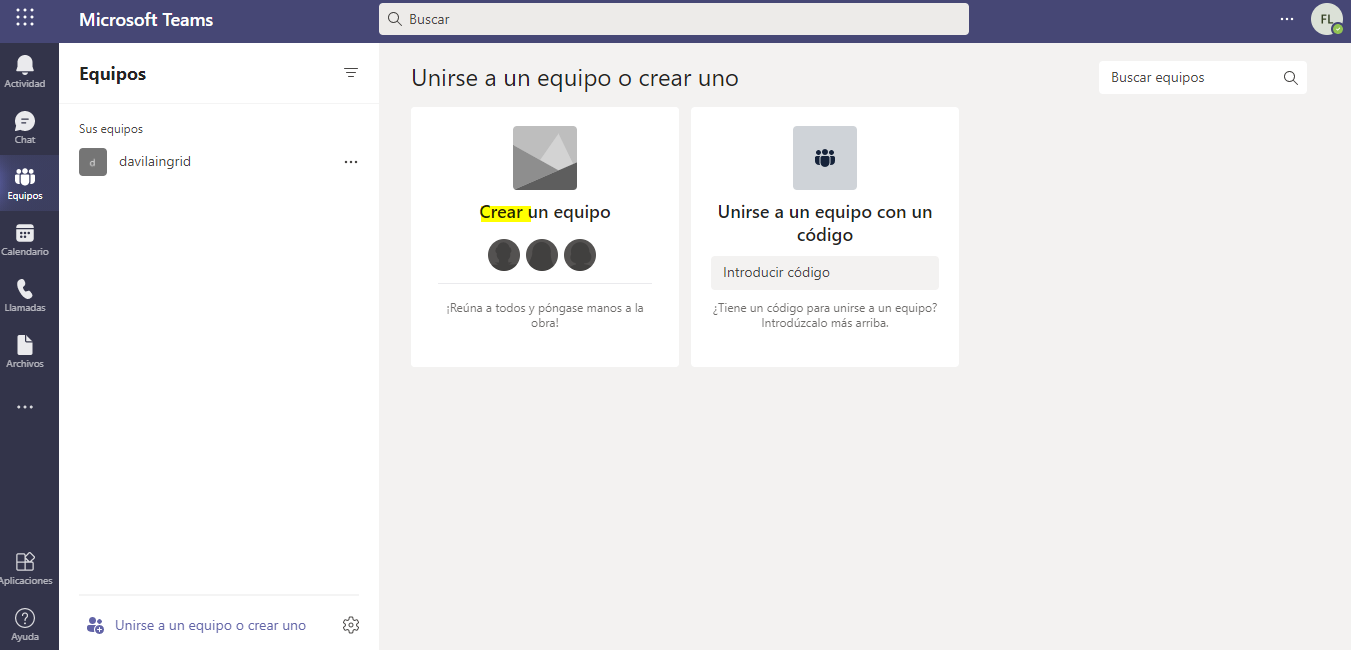 Microsoft Teams
Buscar
FL
Actividad
Chat
Equipos
Calendario
Llamadas
Archivos
Aplicaciones
Ayuda
Equipos
Sus equipos
d
davilaingrid
Unirse a un equipo o crear uno
Unirse a un equipo o crear uno
Buscar equipos
Crear un equipo
¡Reúna a todos y póngase manos a la
obra!
Unirse a un equipo con un
código
Introducir código
¿Tiene un código para unirse a un equipo?
Introdúzcalo más arriba.